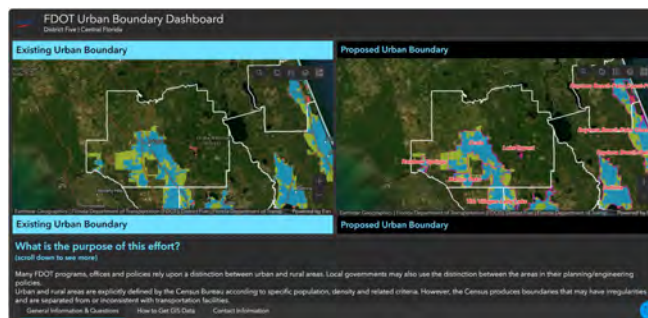 FDOT Urban Boundary Dashboard
District Five | Central Florida
Existing Urban Boundary
Proposed Urban Boundary
Ocala
Existing Urban Boundary
Proposed Urban Boundary
What is the purpose of this effort?
(scroll down to see more)
Many FDOT programs, offices and policies rely upon a distinction between urban and rural areas. Local governments may also use the distinction between the areas in their planning/engineering
policies.
Urban and rural areas are explicitly defined by the Census Bureau according to specific population, density and related criteria. However, the Census produces boundaries that may have irregularities
and are separated from or inconsistent with transportation facilities.
General Information & Questions
How to Get GIS Data
Contact Information